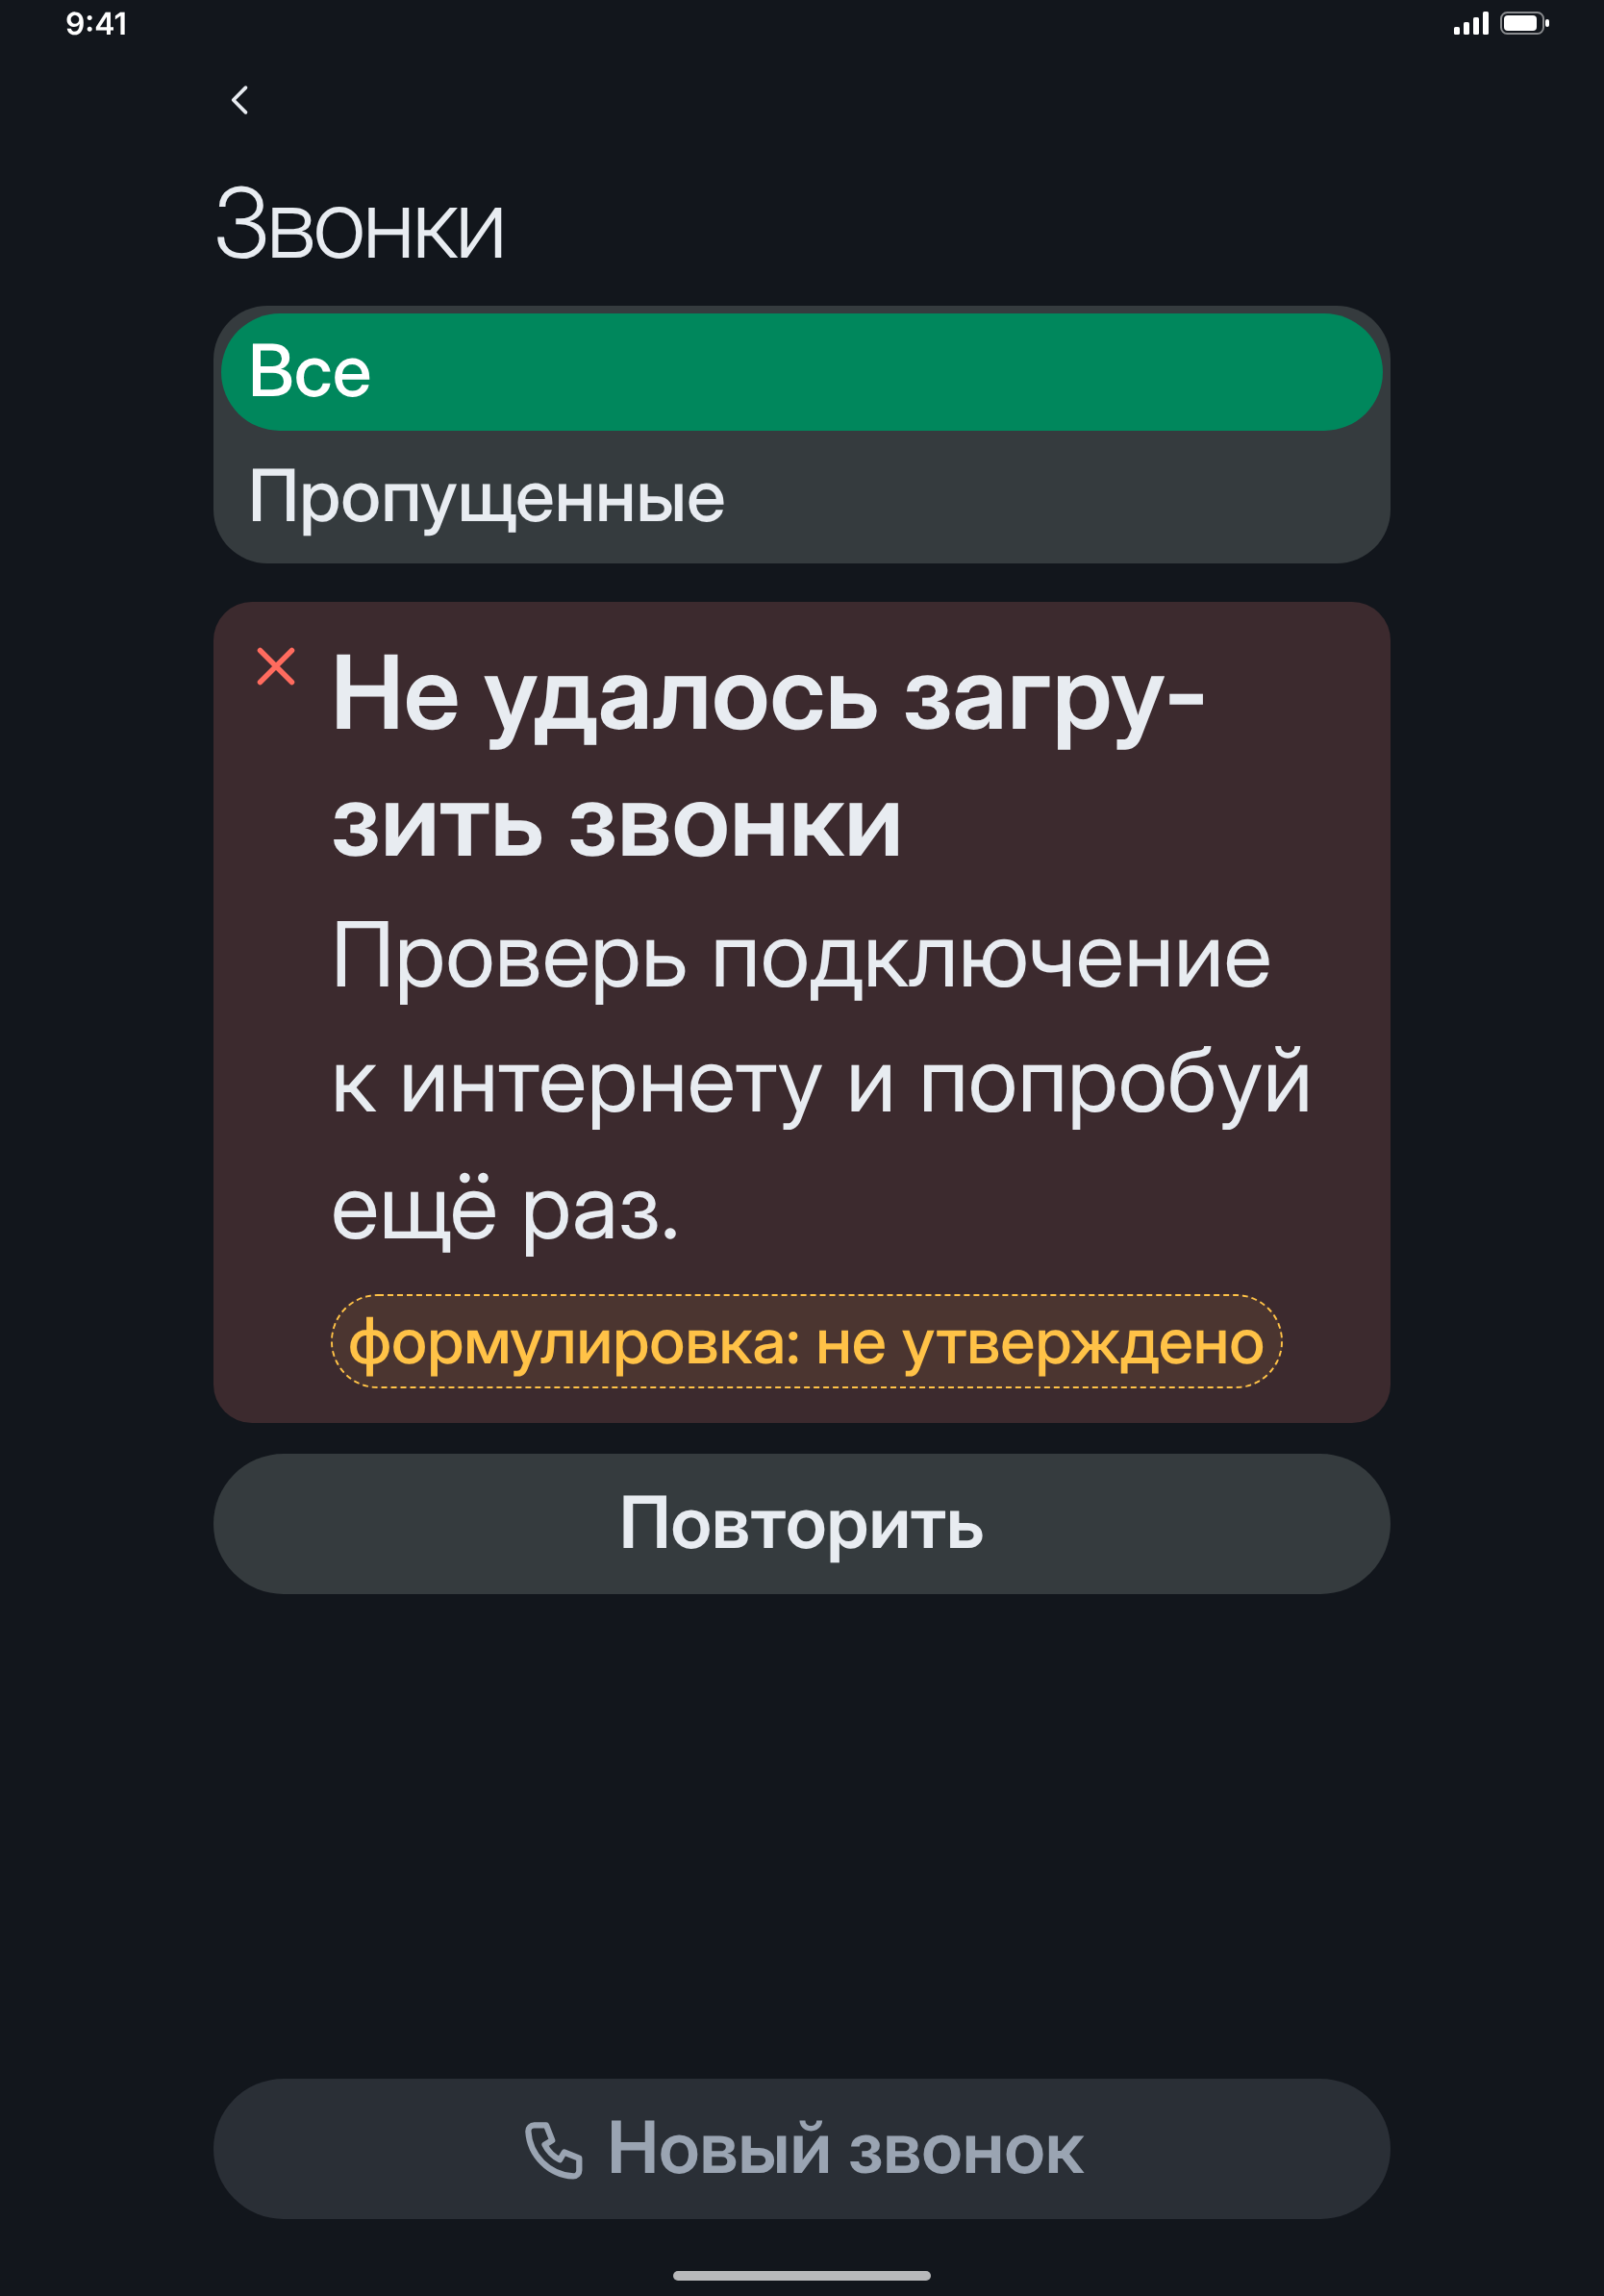 9:41
Звонки
Все
Пропущенные
Не удалось загру-
зить звонки
Проверь подключение
к интернету и попробуй
ещё раз.
формулировка: не утверждено
Повторить
Новый звонок